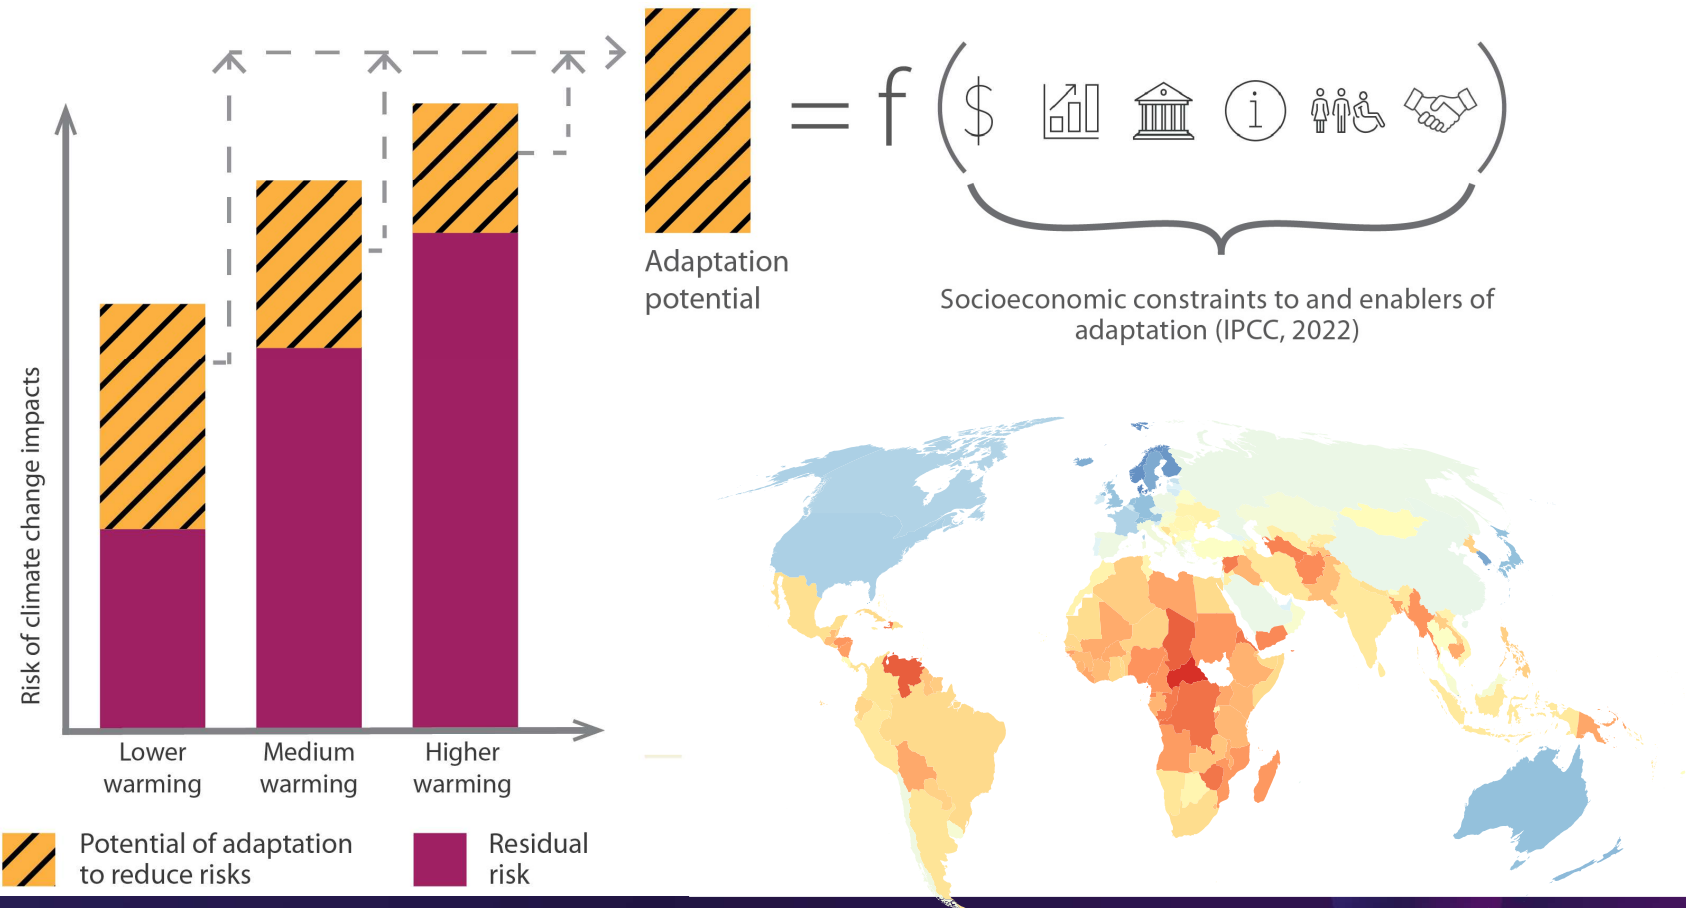 = f ( $ i )
Adaptation
potential
Socioeconomic constraints to and enablers of
adaptation (IPCC, 2022)
Risk of climate change impacts
Lower
warming
Medium
warming
Higher
warming
Potential of adaptation
to reduce risks
Residual
risk